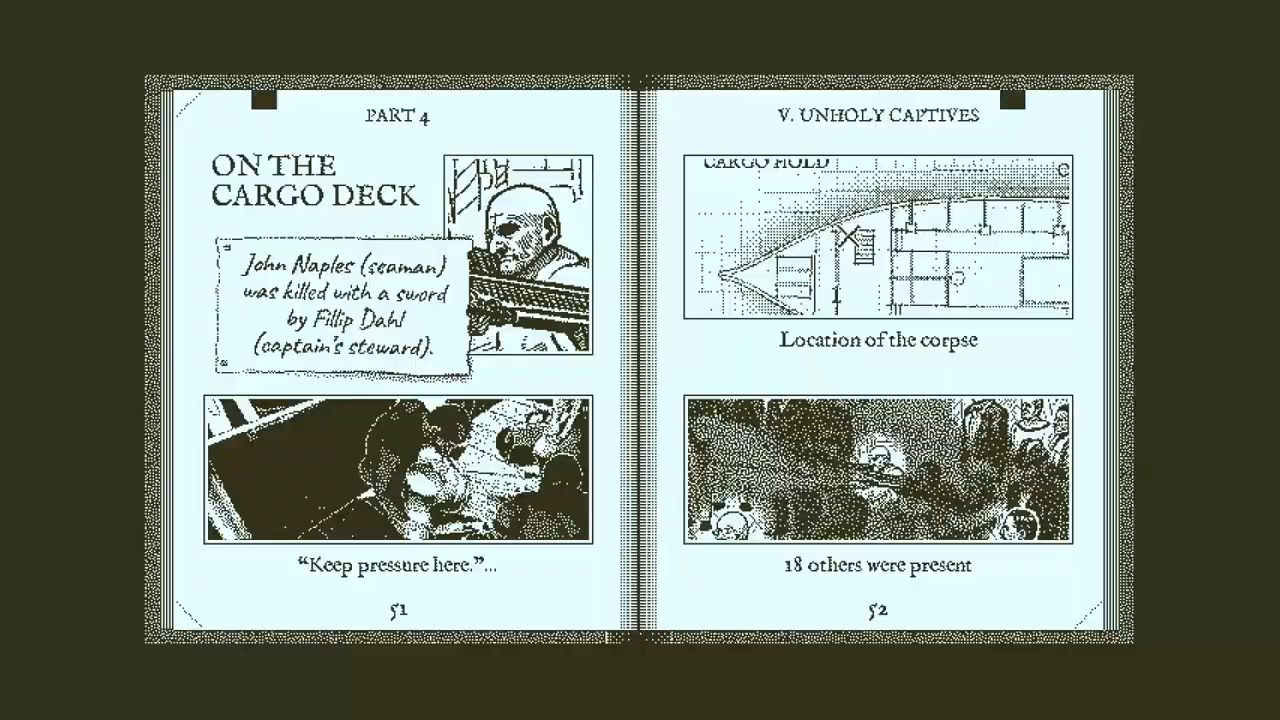 PART 4
ON THE
CARGO DECK
John Naples (seaman)
was killed with a sword
by Fillip Dahl
(captain's steward).
"Keep pressure here."...
51
V. UNHOLY CAPTIVES
CARGO HOLD
Location of the corpse
18 others were present
52